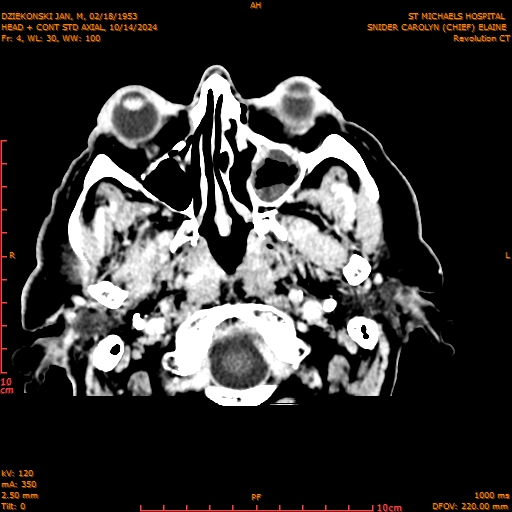 AH
DZIEKONSKI JAN, M, 02/18/1953
HEAD + CONT STD AXIAL, 10/14/2024
Fr: 4, WL: 30, WW: 100
ST MICHAELS HOSPITAL
SNIDER CAROLYN (CHIEF) ELAINE
Revolution CT
R
L
10
cm
kV: 120
mA: 350
2.50 mm
Tilt: 0
PF
10cm
1000 ms
DFOV: 220.00 mm